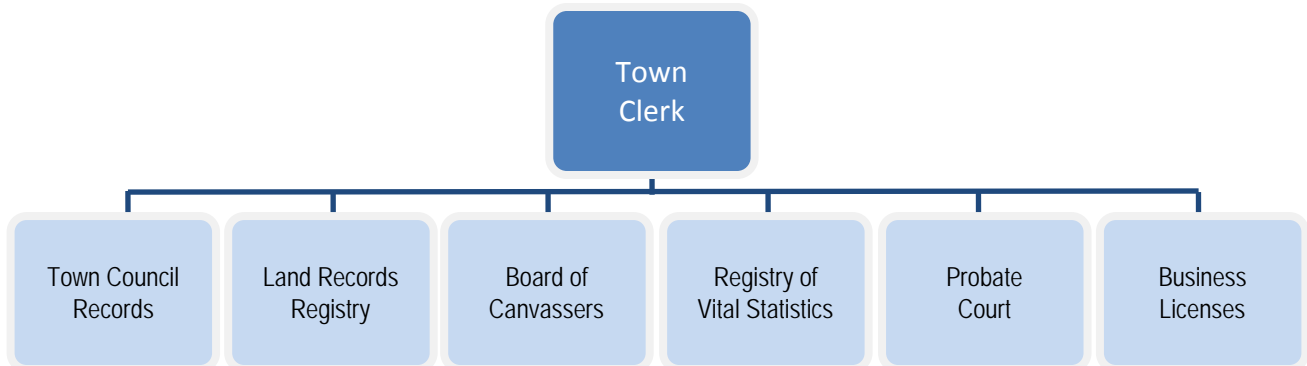 Town
Clerk
Town Council
Records
Land Records
Registry
Board of
Canvassers
Registry of
Vital Statistics
Probate
Court
Business
Licenses